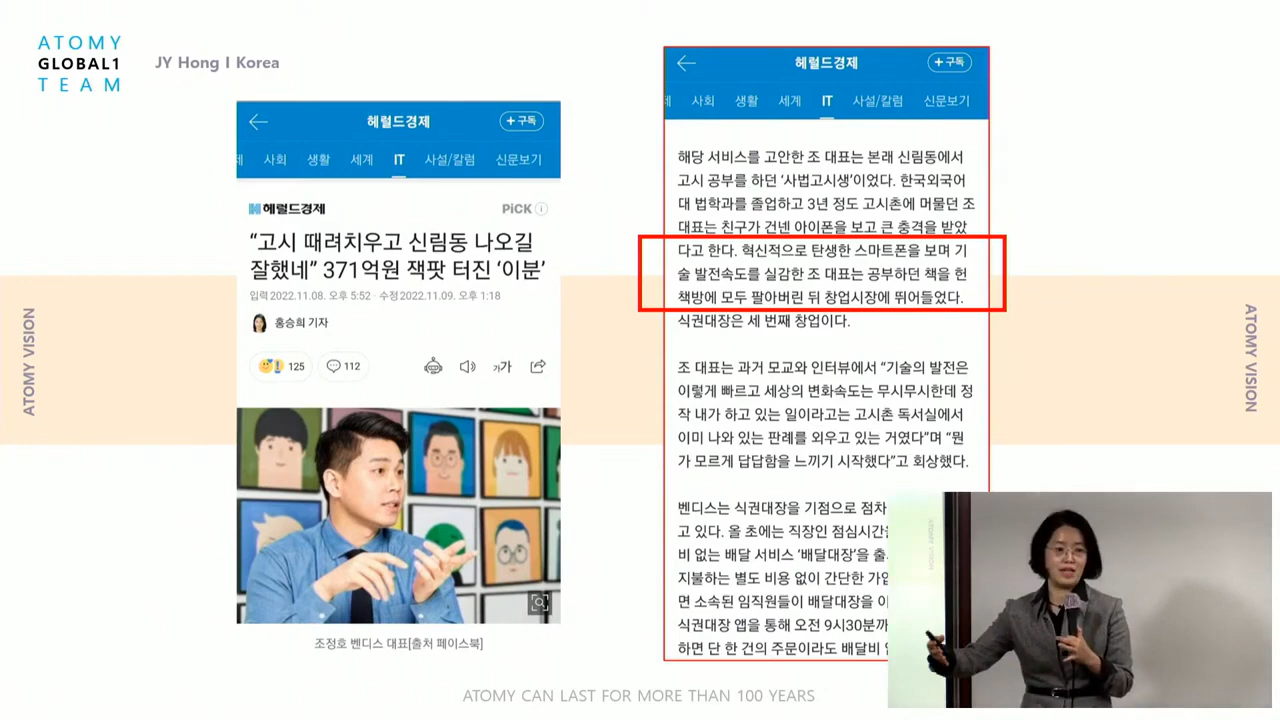 ATOMY
GLOBAL1
TEAM
JY Hong I Korea
헤럴드경제
+ 구독
사회 생활 세계 IT 사설/칼럼 신문보기
헤럴드경제
PiCK
“고시 때려치우고 신림동 나오길
잘했네” 371억원 잭팟 터진 ‘이분’
입력 2022.11.08. 오후 5:52 · 수정 2022.11.09. 오후 1:18
홍승희 기자
125
112
가가
조정호 벤디스 대표[출처 페이스북]
헤럴드경제
+ 구독
제 사회 생활 세계 IT 사설/칼럼 신문보기
해당 서비스를 고안한 조 대표는 본래 신림동에서
고시 공부를 하던 ‘사법고시생’이었다. 한국외국어
대 법학과를 졸업하고 3년 정도 고시촌에 머물던 조
대표는 친구가 건넨 아이폰을 보고 큰 충격을 받았
다고 한다. 혁신적으로 탄생한 스마트폰을 보며 기
술 발전속도를 실감한 조 대표는 공부하던 책을 헌
책방에 모두 팔아버린 뒤 창업시장에 뛰어들었다.
식권대장은 세 번째 창업이다.
조 대표는 과거 모교와 인터뷰에서 “기술의 발전은
이렇게 빠르고 세상의 변화속도는 무시무시한데 정
작 내가 하고 있는 일이라고는 고시촌 독서실에서
이미 나와 있는 판례를 외우고 있는 거였다”며 “뭔
가 모르게 답답함을 느끼기 시작했다”고 회상했다.
벤디스는 식권대장을 기점으로 점차
고 있다. 올 초에는 직장인 점심시간
비 없는 배달 서비스 ‘배달대장’을 출
지불하는 별도 비용 없이 간단한 가입
면 소속된 임직원들이 배달대장을 이
식권대장 앱을 통해 오전 9시30분까
하면 단 한 건의 주문이라도 배달비
ATOMY VISION
ATOMY VISION
ATOMY VISION
ATOMY CAN LAST FOR MORE THAN 100 YEARS